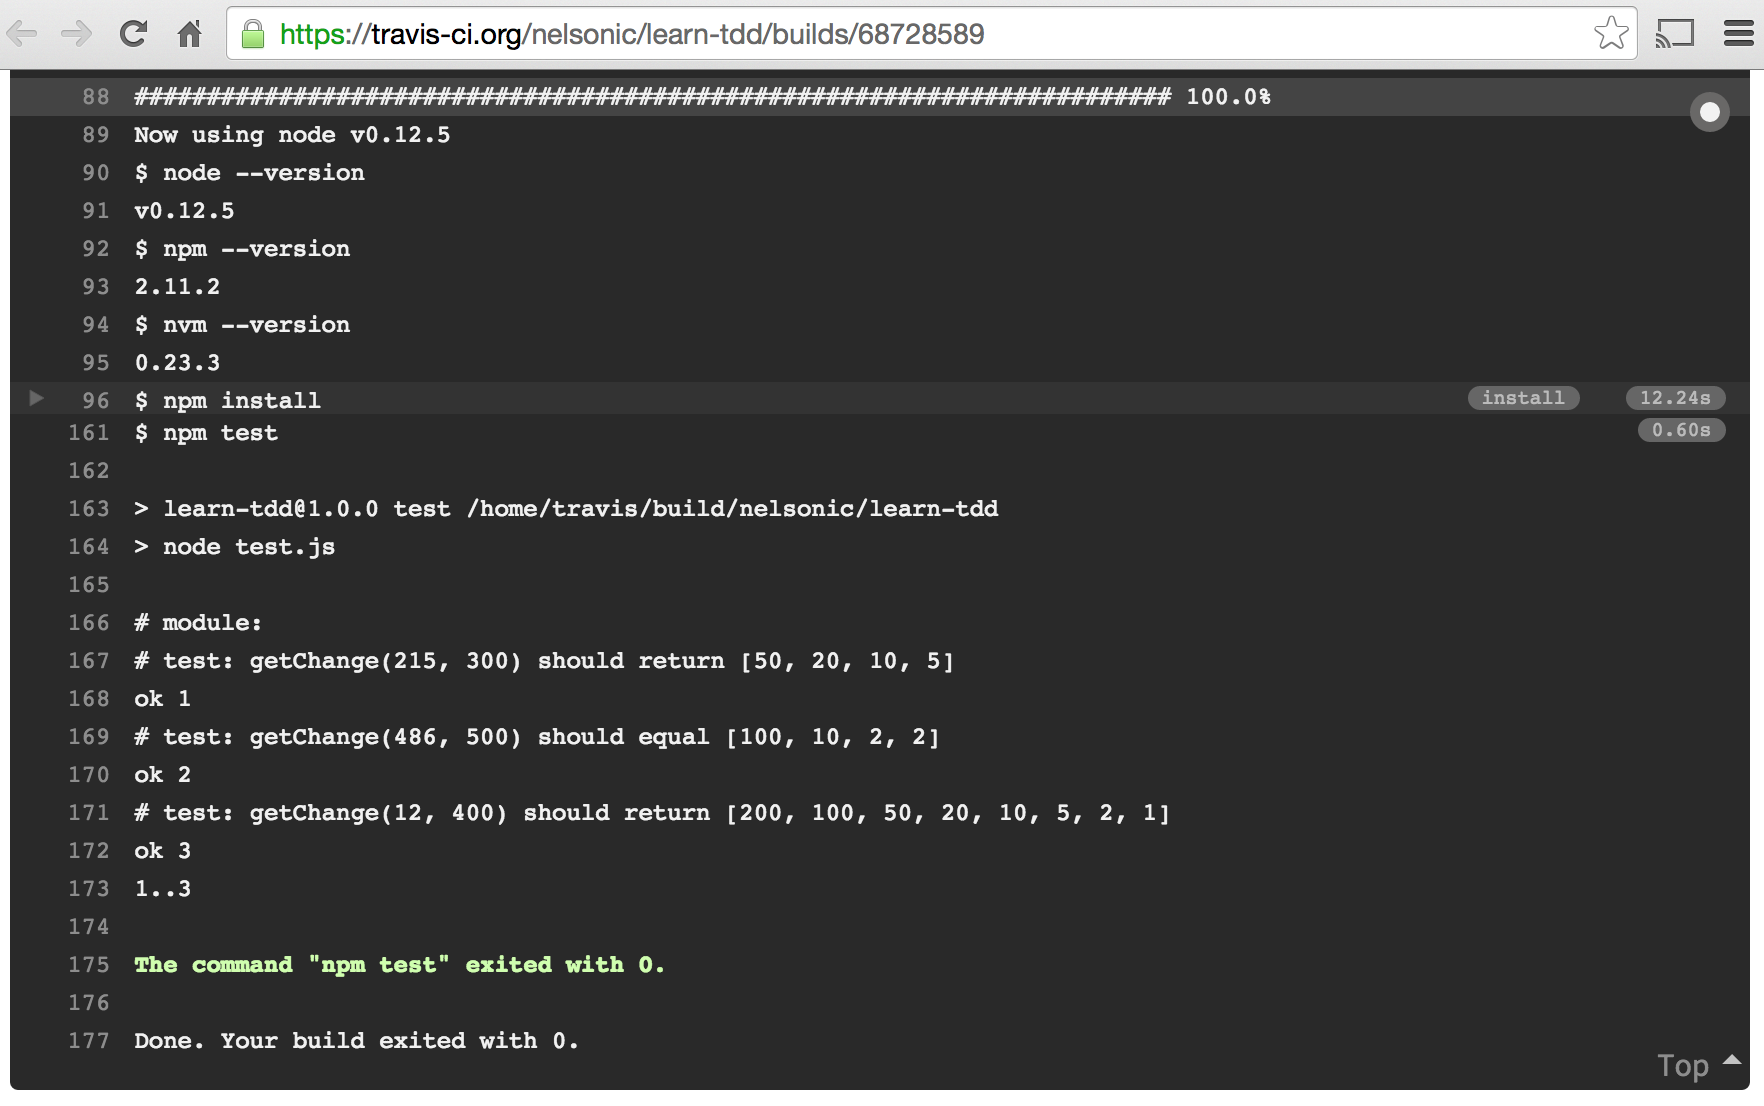 https://travis-ci.org/nelsonic/learn-tdd/builds/68728589
88 ######################################################################## 100.0%
89 Now using node v0.12.5
90 $ node --version
91 v0.12.5
92 $ npm --version
93 2.11.2
94 $ nvm --version
95 0.23.3
96 $ npm install install 12.24s
161 $ npm test 0.60s
162
163 > learn-tdd@1.0.0 test /home/travis/build/nelsonic/learn-tdd
164 > node test.js
165
166 # module:
167 # test: getChange(215, 300) should return [50, 20, 10, 5]
168 ok 1
169 # test: getChange(486, 500) should equal [100, 10, 2, 2]
170 ok 2
171 # test: getChange(12, 400) should return [200, 100, 50, 20, 10, 5, 2, 1]
172 ok 3
173 1..3
174
175 The command "npm test" exited with 0.
176
177 Done. Your build exited with 0.
Top